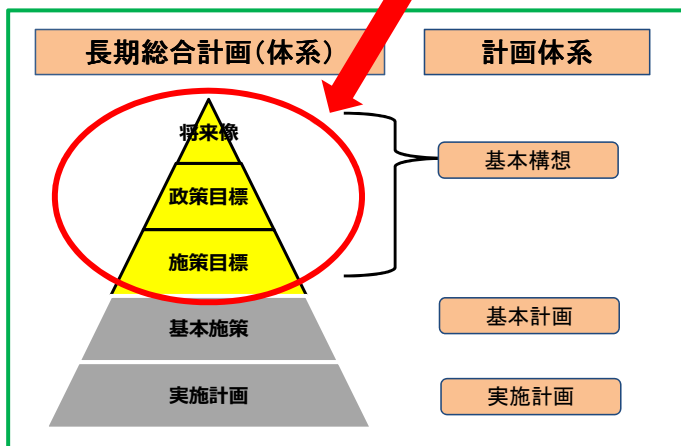 長期総合計画(体系)
計画体系
将来像
政策目標
施策目標
基本施策
実施計画
基本構想
基本計画
実施計画